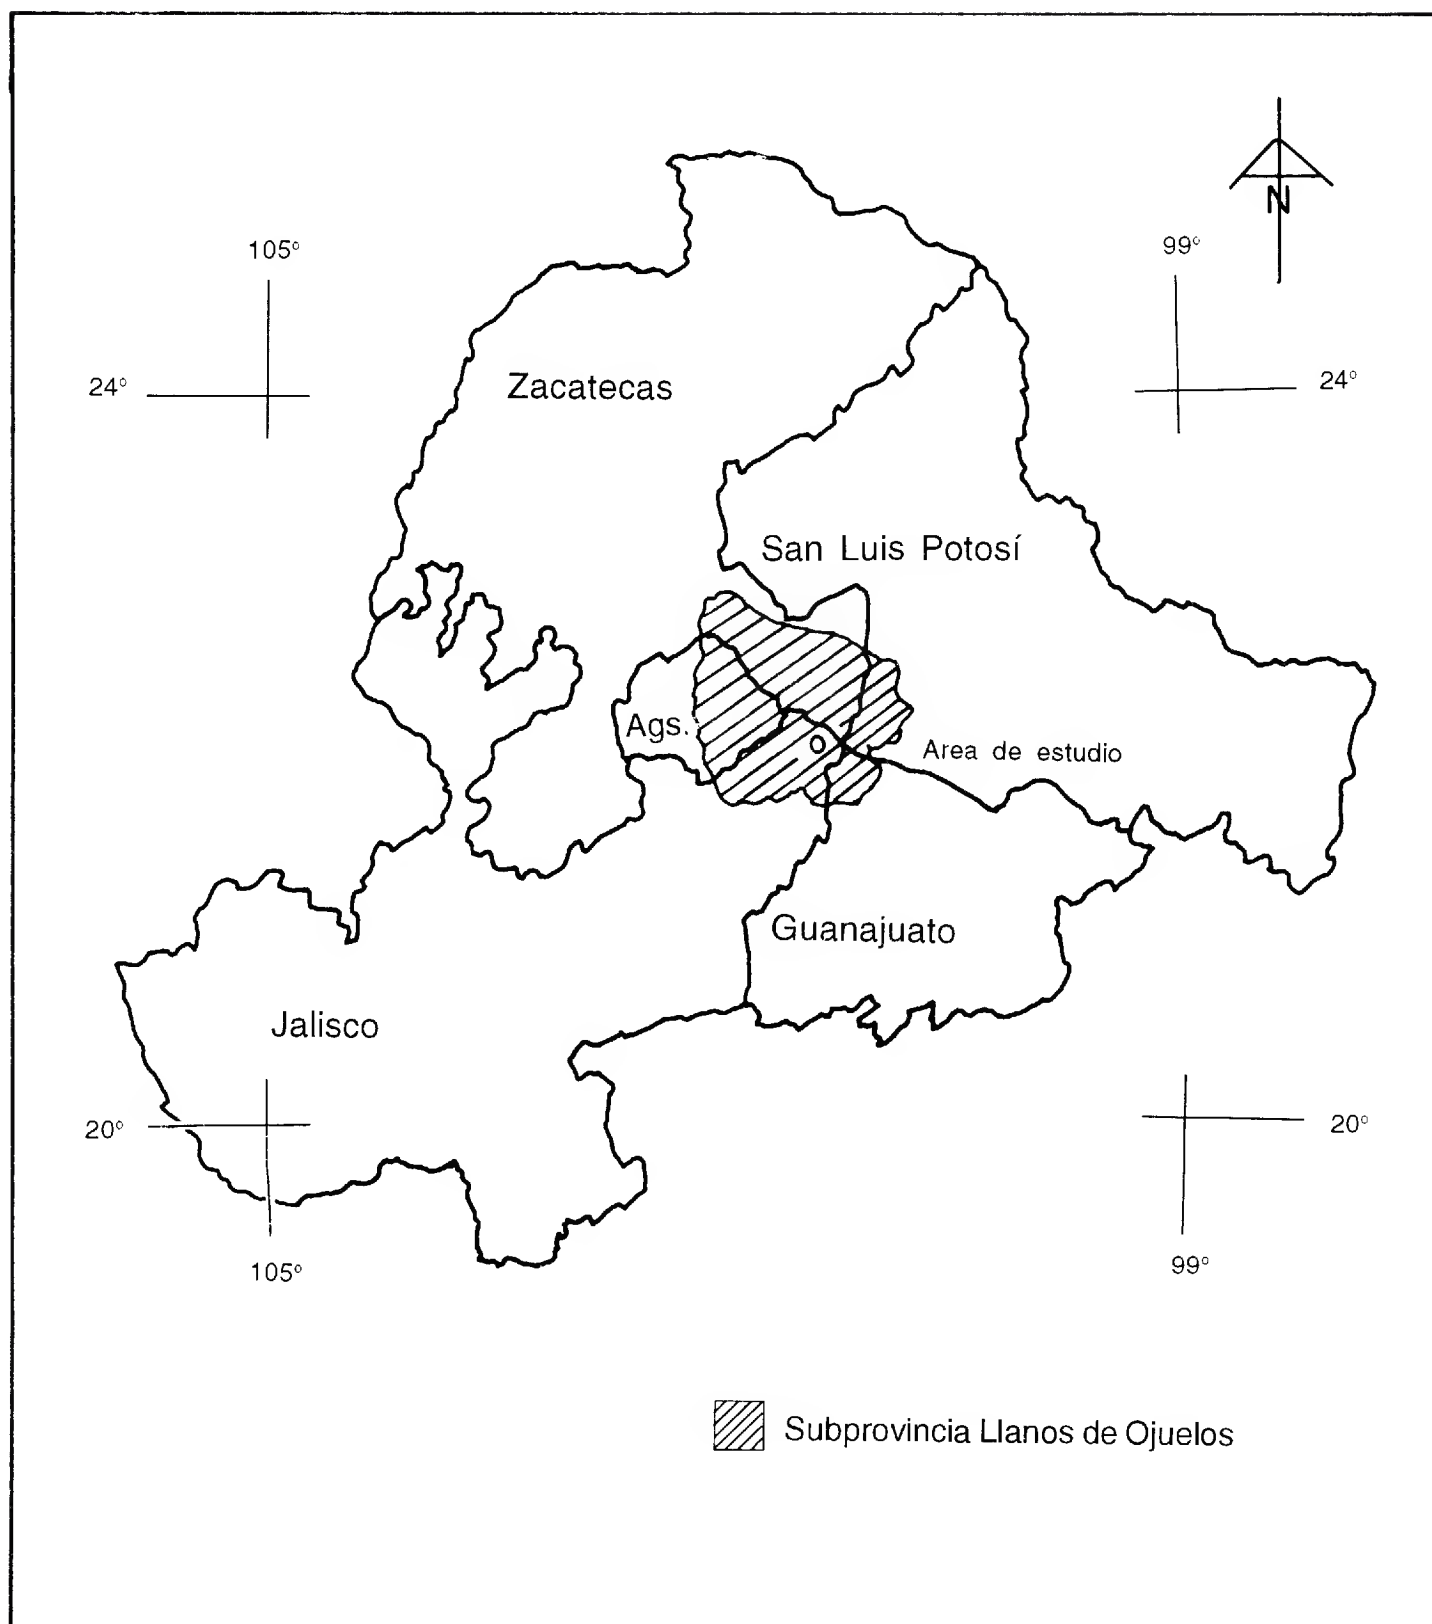 N
105°
99°
24°
24°
Zacatecas
San Luis Potosí
Ags.
Area de estudio
Guanajuato
Jalisco
20°
20°
105°
99°
Subprovincia Llanos de Ojuelos